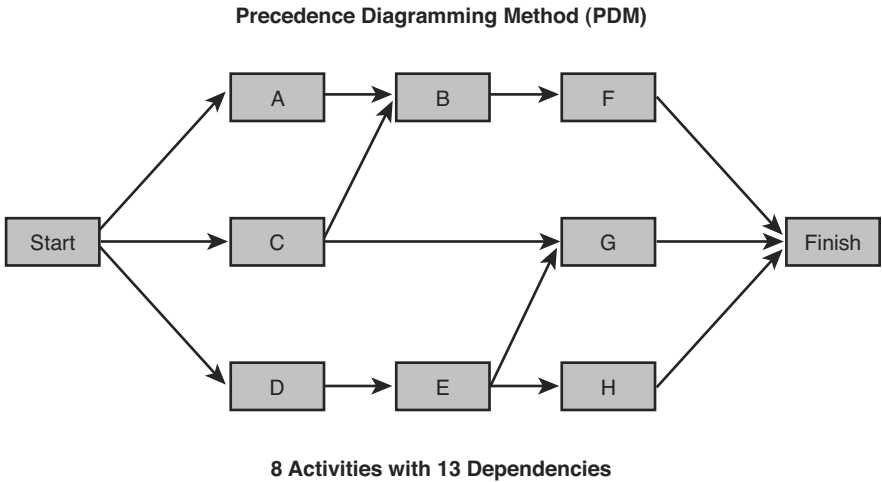 Precedence Diagramming Method (PDM)
A
B
F
Start
C
G
Finish
D
E
H
8 Activities with 13 Dependencies